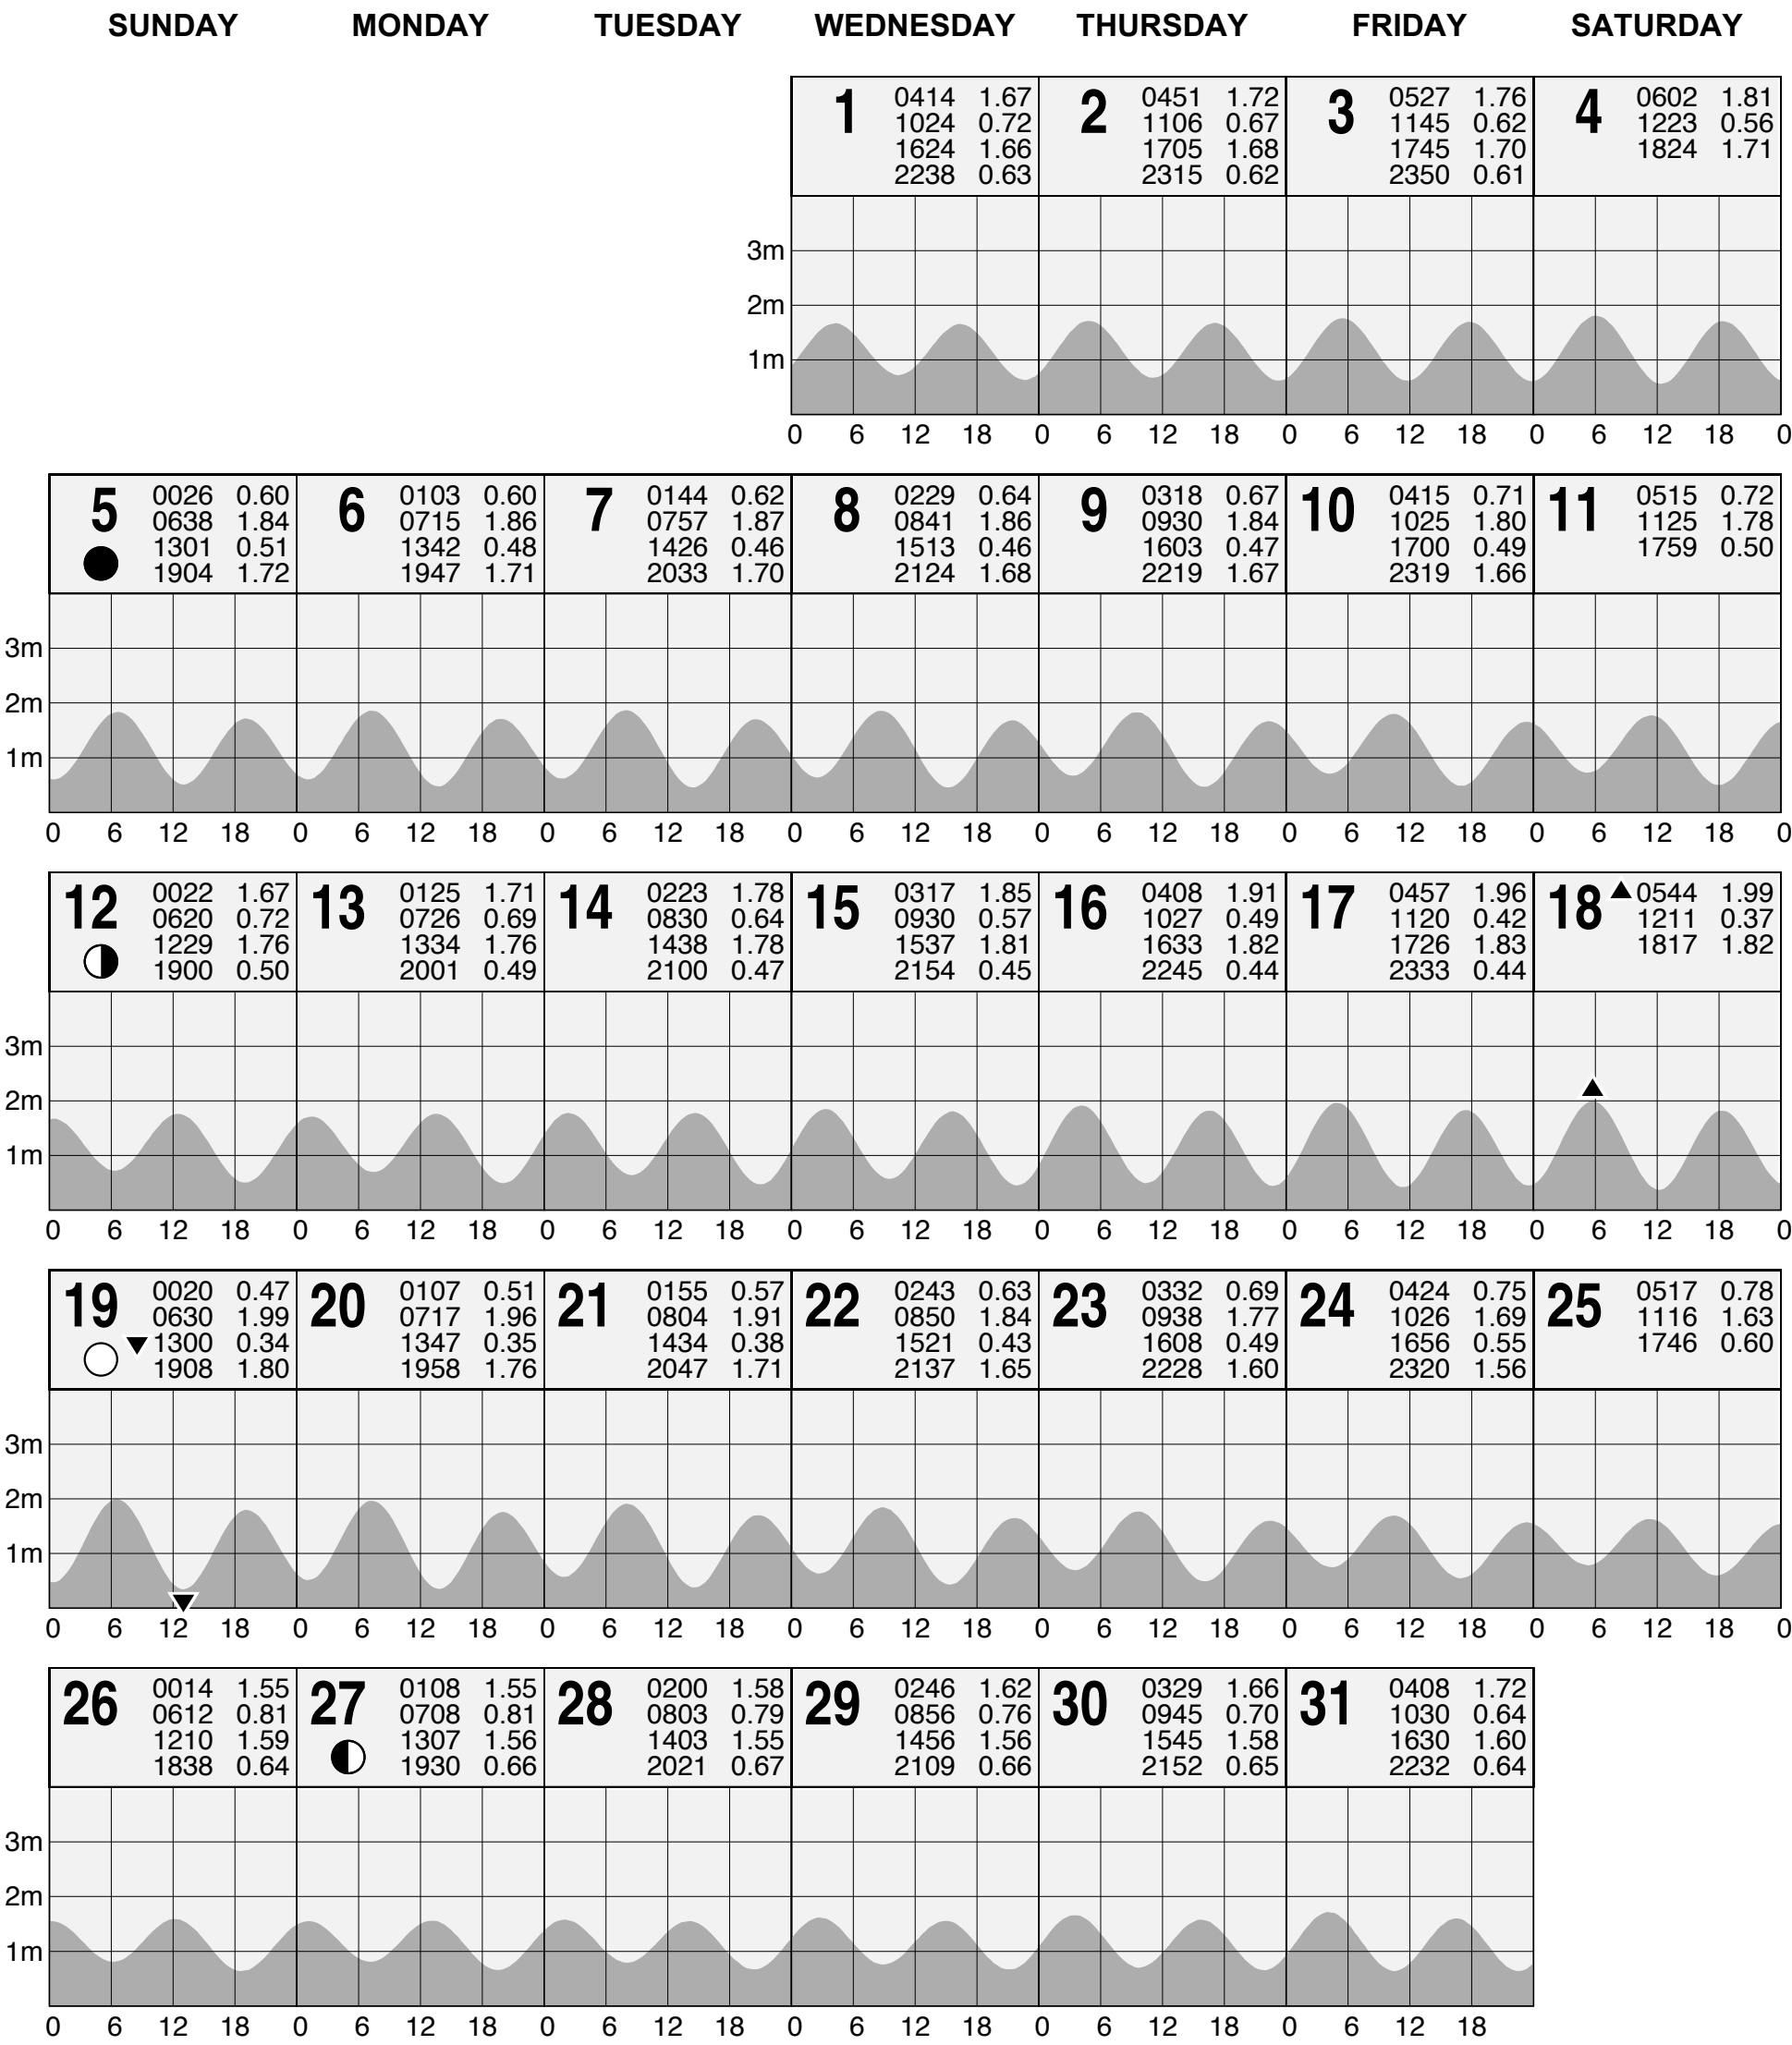 SUNDAY MONDAY TUESDAY WEDNESDAY THURSDAY FRIDAY SATURDAY
1 0414 1.67
1024 0.72
1624 1.66
2238 0.63
2 0451 1.72
1106 0.67
1705 1.68
2315 0.62
3 0527 1.76
1145 0.62
1745 1.70
2350 0.61
4 0602 1.81
1223 0.56
1824 1.71
3m
2m
1m
0 6 12 18 0 6 12 18 0 6 12 18 0 6 12 18 0
5 0026 0.60
0638 1.84
1301 0.51
1904 1.72
6 0103 0.60
0715 1.86
1342 0.48
1947 1.71
7 0144 0.62
0757 1.87
1426 0.46
2033 1.70
8 0229 0.64
0841 1.86
1513 0.46
2124 1.68
9 0318 0.67
0930 1.84
1603 0.47
2219 1.67
10 0415 0.71
1025 1.80
1700 0.49
2319 1.66
11 0515 0.72
1125 1.78
1759 0.50
3m
2m
1m
0 6 12 18 0 6 12 18 0 6 12 18 0 6 12 18 0 6 12 18 0 6 12 18 0 6 12 18 0
12 0022 1.67
0620 0.72
1229 1.76
1900 0.50
13 0125 1.71
0726 0.69
1334 1.76
2001 0.49
14 0223 1.78
0830 0.64
1438 1.78
2100 0.47
15 0317 1.85
0930 0.57
1537 1.81
2154 0.45
16 0408 1.91
1027 0.49
1633 1.82
2245 0.44
17 0457 1.96
1120 0.42
1726 1.83
2333 0.44
18 0544 1.99
1211 0.37
1817 1.82
3m
2m
1m
0 6 12 18 0 6 12 18 0 6 12 18 0 6 12 18 0 6 12 18 0 6 12 18 0 6 12 18 0
19 0020 0.47
0630 1.99
1300 0.34
1908 1.80
20 0107 0.51
0717 1.96
1347 0.35
1958 1.76
21 0155 0.57
0804 1.91
1434 0.38
2047 1.71
22 0243 0.63
0850 1.84
1521 0.43
2137 1.65
23 0332 0.69
0938 1.77
1608 0.49
2228 1.60
24 0424 0.75
1026 1.69
1656 0.55
2320 1.56
25 0517 0.78
1116 1.63
1746 0.60
3m
2m
1m
0 6 12 18 0 6 12 18 0 6 12 18 0 6 12 18 0 6 12 18 0 6 12 18 0 6 12 18 0
26 0014 1.55
0612 0.81
1210 1.59
1838 0.64
27 0108 1.55
0708 0.81
1307 1.56
1930 0.66
28 0200 1.58
0803 0.79
1403 1.55
2021 0.67
29 0246 1.62
0856 0.76
1456 1.56
2109 0.66
30 0329 1.66
0945 0.70
1545 1.58
2152 0.65
31 0408 1.72
1030 0.64
1630 1.60
2232 0.64
3m
2m
1m
0 6 12 18 0 6 12 18 0 6 12 18 0 6 12 18 0 6 12 18 0 6 12 18